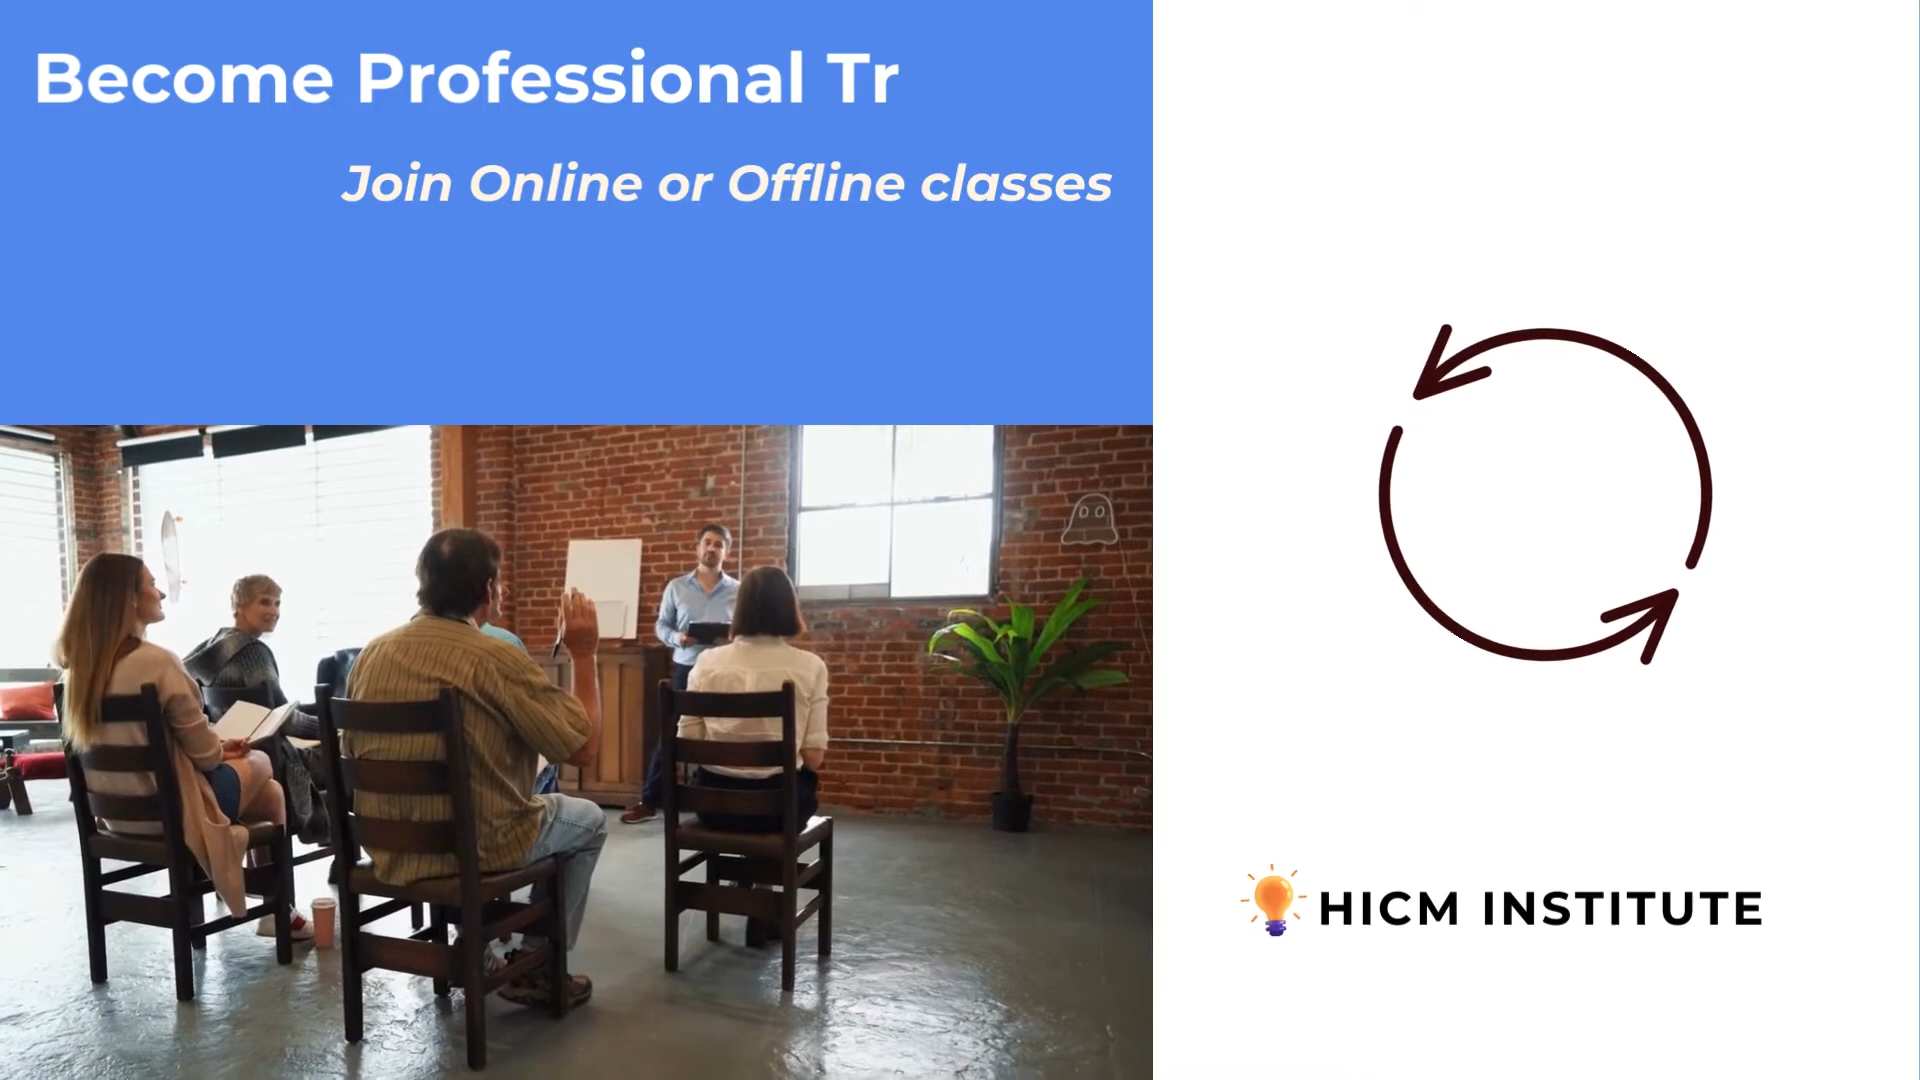 Become Professional Tr
Join Online or Offline classes
HICM INSTITUTE